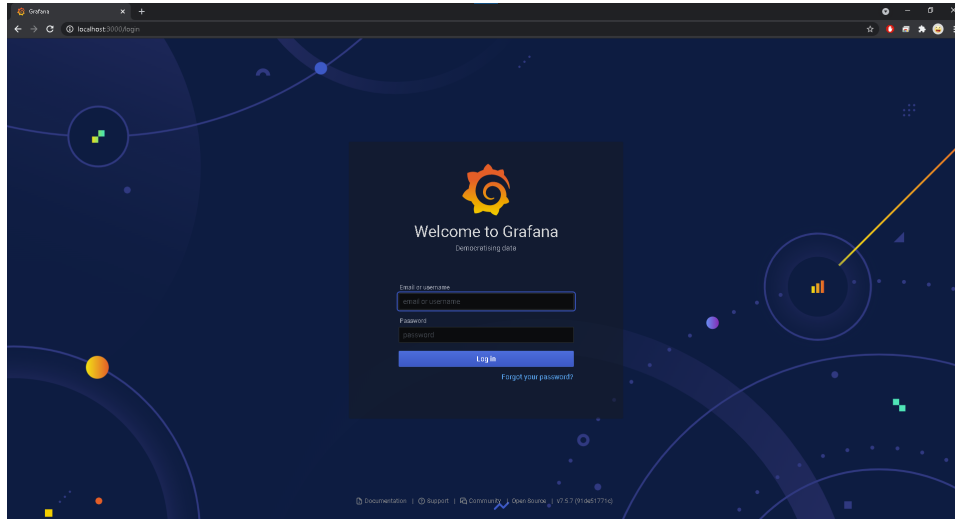 Grafana
localhost:3000/login
Welcome to Grafana
Democratising data
Email or username
email or username
Password
password
Log in
Forgot your password?
Documentation | Support | Community | Open Source | v7.5.7 (91de51771c)